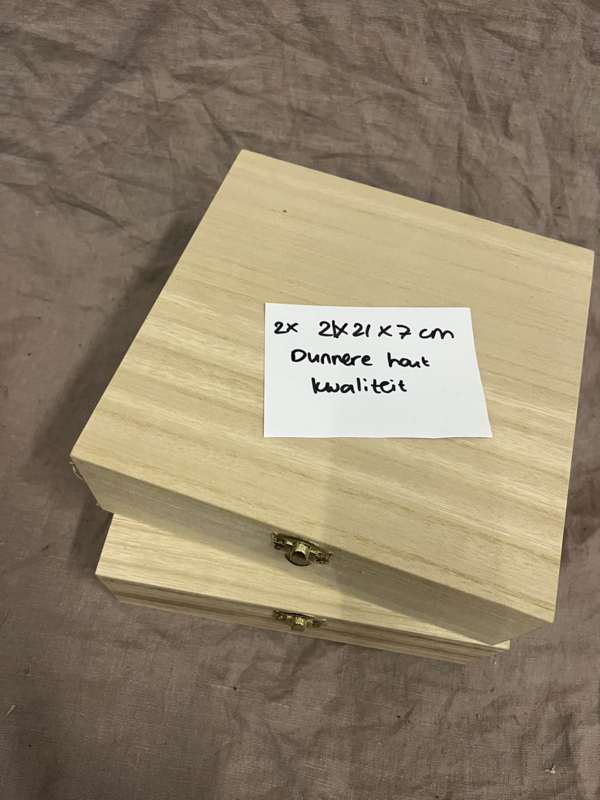 2x 21x21x7 cm
Dunnere hout
kwaliteit